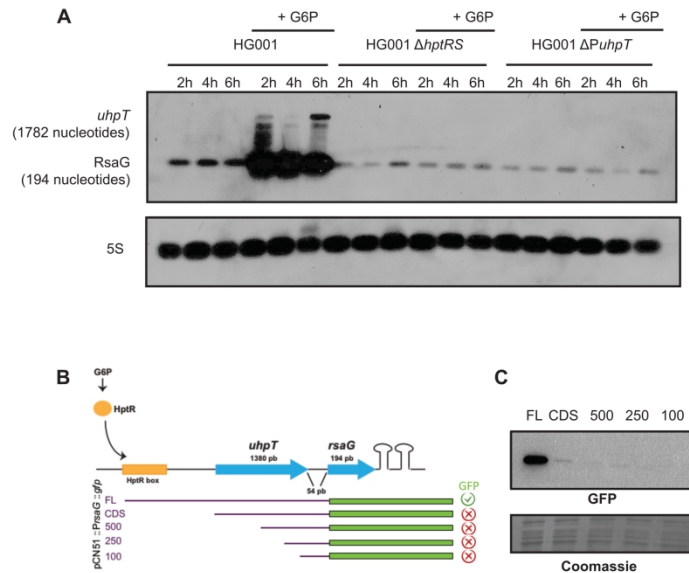 A
+ G6P
+ G6P
+ G6P
HG001
HG001 ΔhptRS
HG001 ΔPuhpT
2h 4h 6h 2h 4h 6h 2h 4h 6h 2h 4h 6h 2h 4h 6h 2h 4h 6h
uhpT
(1782 nucleotides)
RsaG
(194 nucleotides)
5S
B
G6P
HptR
uhpT
1380 pb
rsaG
194 pb
HptR box
54 pb
GFP
pCN51::PrsaG::gfp
FL
CDS
500
250
100
C
FL CDS 500 250 100
GFP
Coomassie